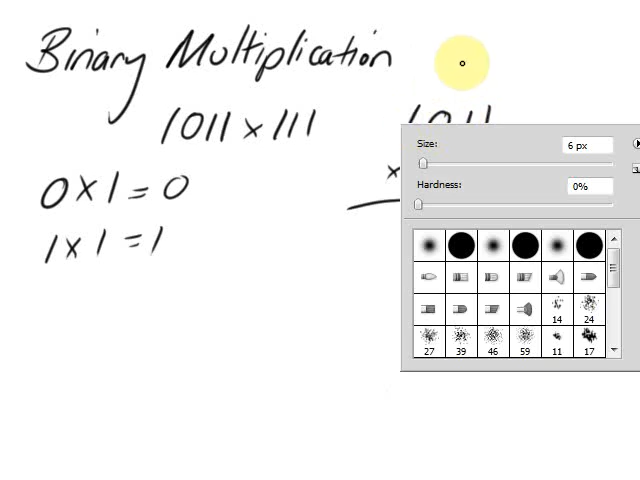 Binary Multiplication
1011 x 111
1011
x
0 x 1 = 0
1 x 1 = 1
Size: 6 px
Hardness: 0%
14 24
27 39 46 59 11 17